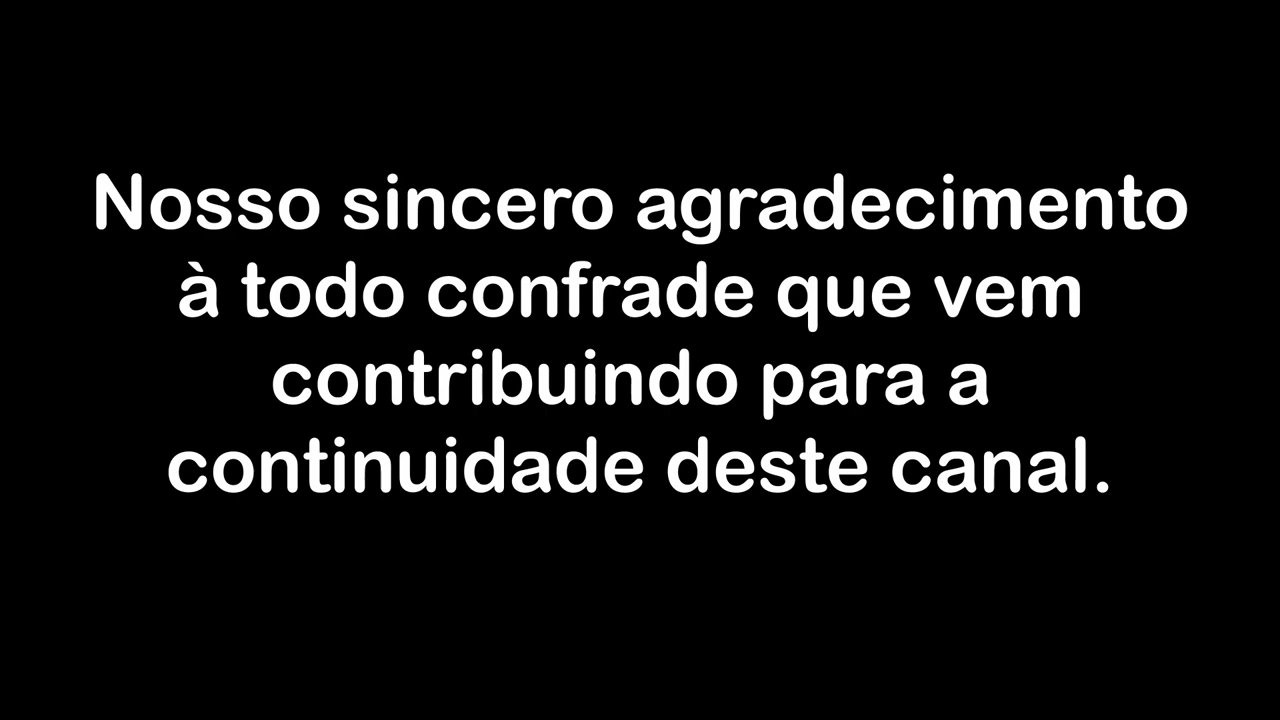 Nosso sincero agradecimento
à todo confrade que vem
contribuindo para a
continuidade deste canal.